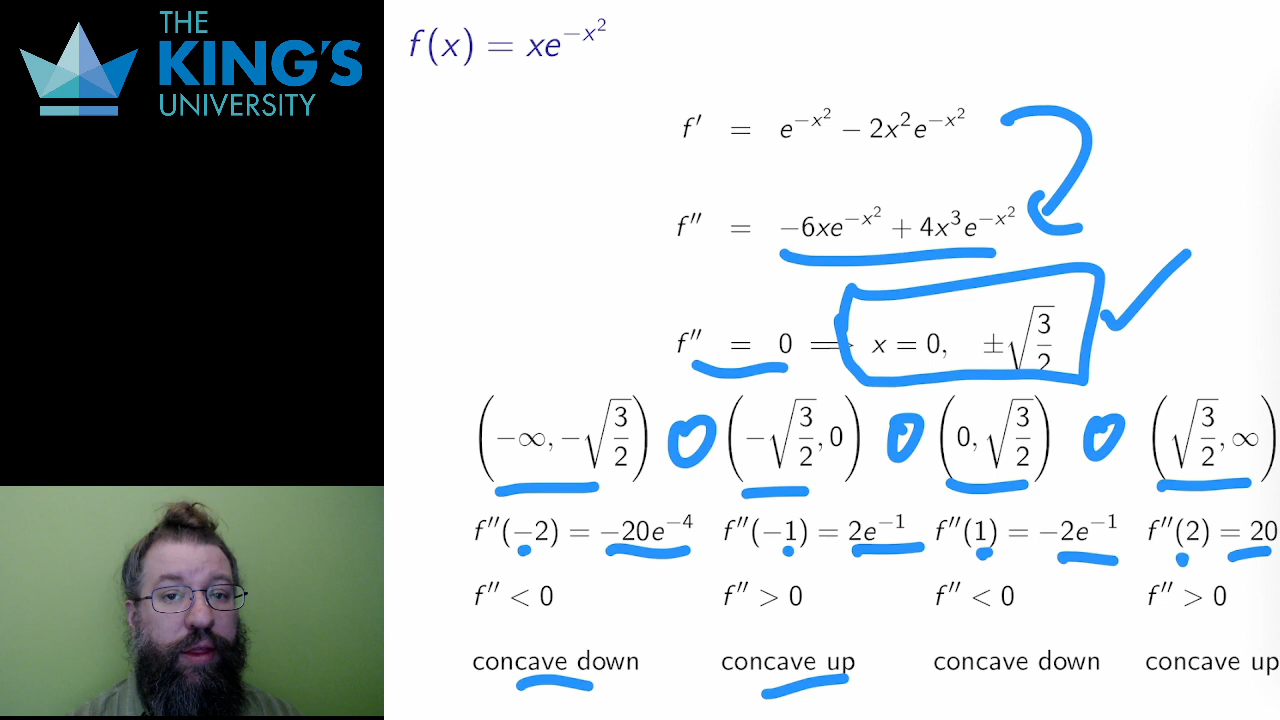 THE
KING'S
UNIVERSITY
f(x) = xe^{-x^2}
f′ = e^{-x^2} − 2x^2e^{-x^2}
f″ = −6xe^{-x^2} + 4x^3e^{-x^2}
f″ = 0 ⟹ x = 0, ±√(3/2)
(−∞, −√(3/2)) (−√(3/2), 0) (0, √(3/2)) (√(3/2), ∞)
f″(−2) = −20e^{-4} f″(−1) = 2e^{-1} f″(1) = −2e^{-1} f″(2) = 20
f″ < 0 f″ > 0 f″ < 0 f″ > 0
concave down concave up concave down concave up